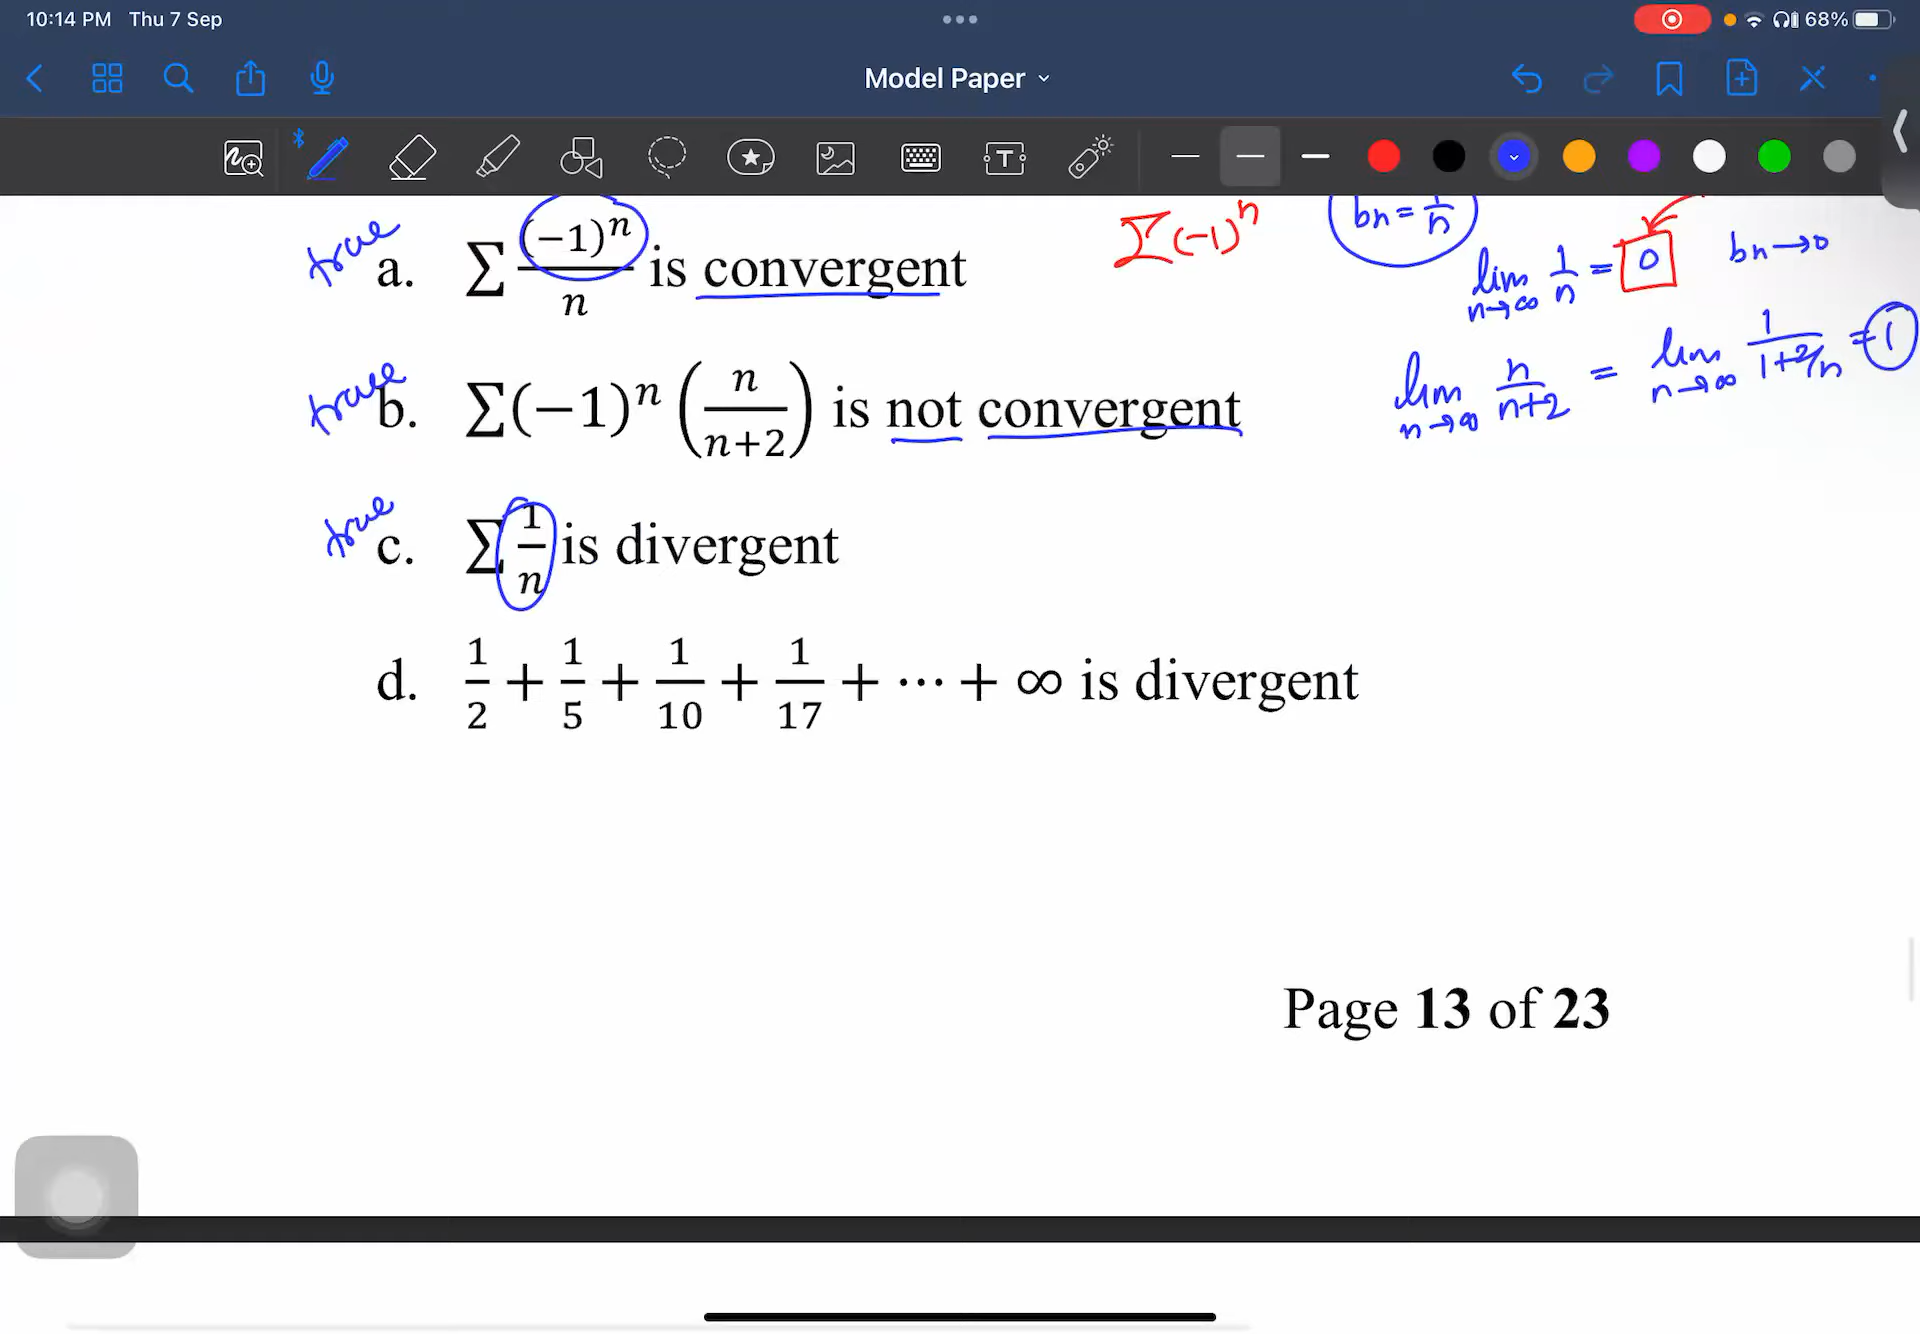 10:14 PM Thu 7 Sep
68%
Model Paper
T
true a. ∑ (−1)ⁿ/n is convergent
∑(-1)ⁿ
bn = 1/n
lim n→∞ 1/n = 0
bn→0
true b. ∑(−1)ⁿ (n/(n+2)) is not convergent
lim n→∞ n/(n+2) = lim n→∞ 1/(1+2/n) = 1
true c. ∑ 1/n is divergent
d. 1/2 + 1/5 + 1/10 + 1/17 + ⋯ + ∞ is divergent
Page 13 of 23